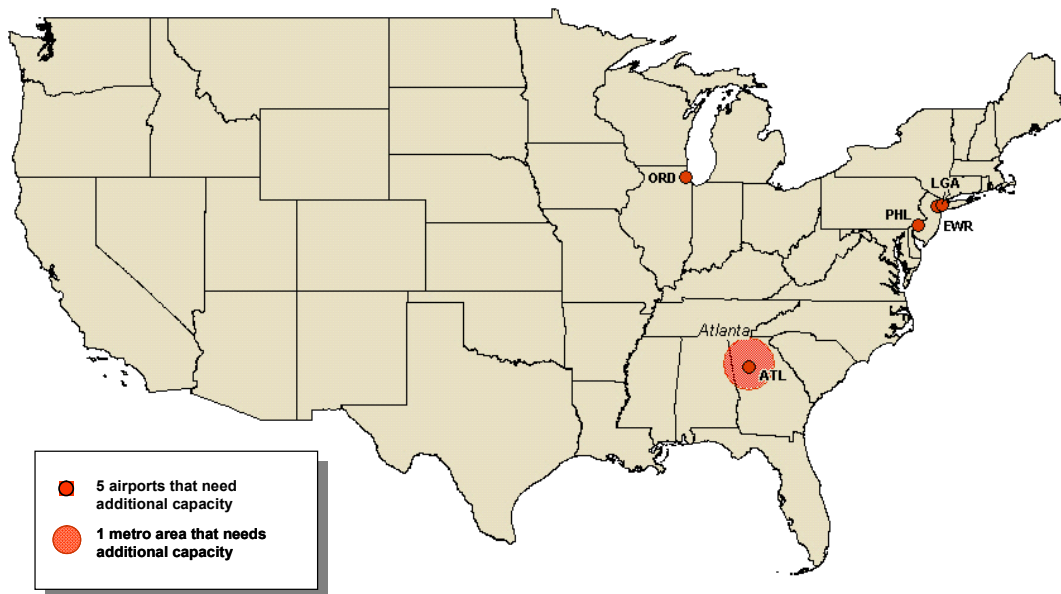 ORD
LGA
PHL
EWR
Atlanta
ATL
5 airports that need
additional capacity
1 metro area that needs
additional capacity